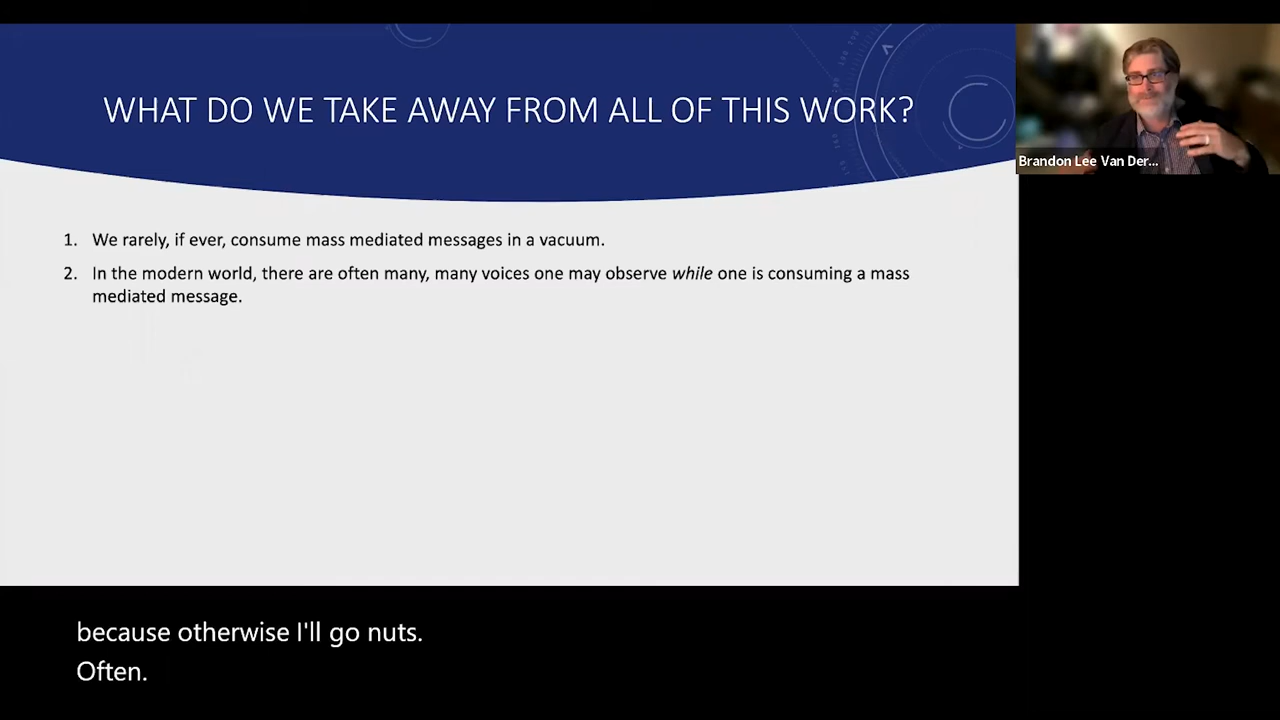 WHAT DO WE TAKE AWAY FROM ALL OF THIS WORK?
Brandon Lee Van Der...
1. We rarely, if ever, consume mass mediated messages in a vacuum.
2. In the modern world, there are often many, many voices one may observe while one is consuming a mass
mediated message.
because otherwise I'll go nuts.
Often.